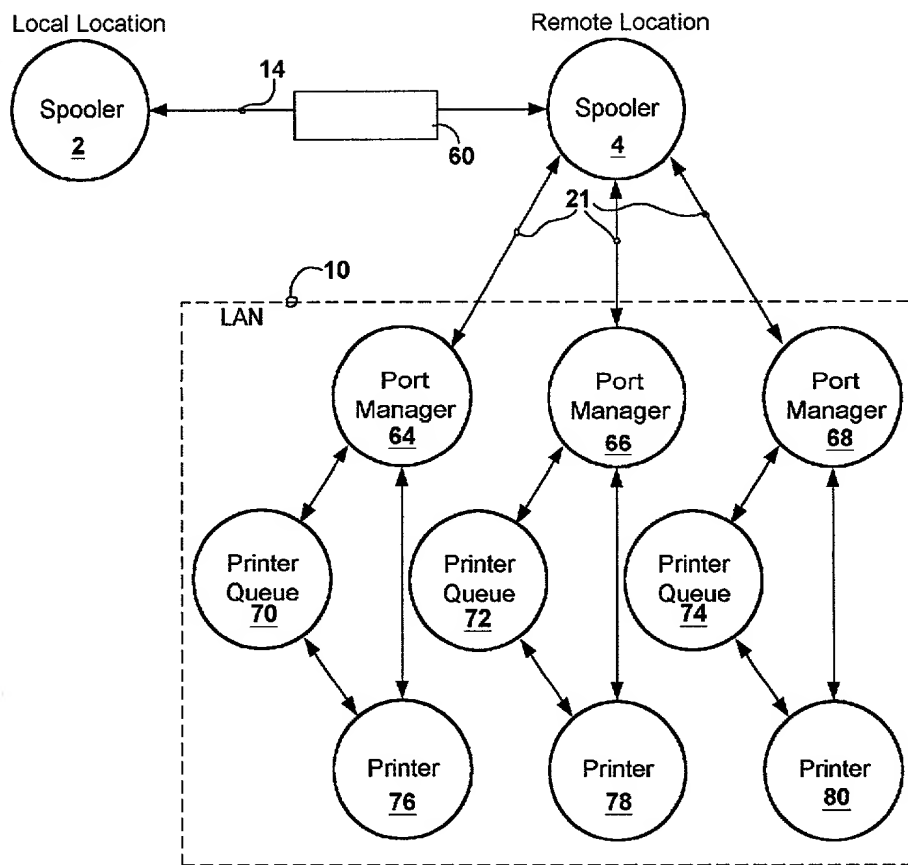 Local Location
Remote Location
14
Spooler
2
60
Spooler
4
21
10
LAN
Port
Manager
64
Port
Manager
66
Port
Manager
68
Printer
Queue
70
Printer
Queue
72
Printer
Queue
74
Printer
76
Printer
78
Printer
80